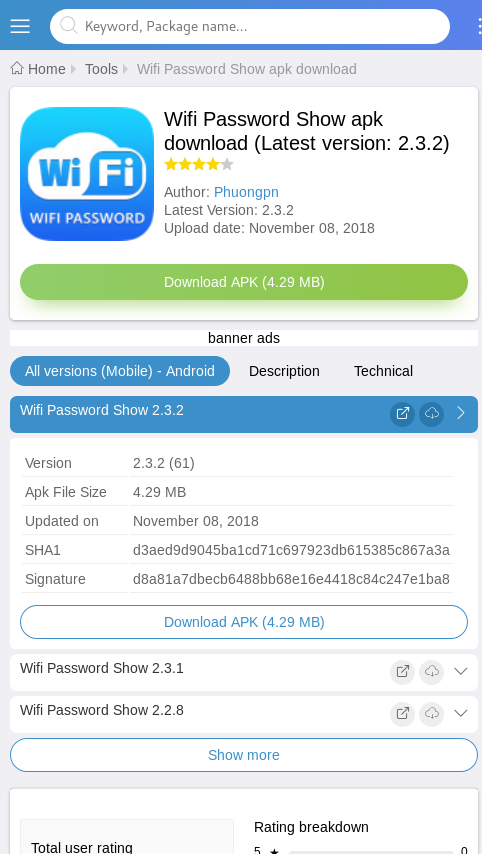 Keyword, Package name...
Home Tools Wifi Password Show apk download
Wi Fi
WIFI PASSWORD
Wifi Password Show apk
download (Latest version: 2.3.2)
Author: Phuongpn
Latest Version: 2.3.2
Upload date: November 08, 2018
Download APK (4.29 MB)
banner ads
All versions (Mobile) - Android Description Technical
Wifi Password Show 2.3.2
Version 2.3.2 (61)
Apk File Size 4.29 MB
Updated on November 08, 2018
SHA1 d3aed9d9045ba1cd71c697923db615385c867a3a
Signature d8a81a7dbecb6488bb68e16e4418c84c247e1ba8
Download APK (4.29 MB)
Wifi Password Show 2.3.1
Wifi Password Show 2.2.8
Show more
Rating breakdown
Total user rating
5 ★ 0